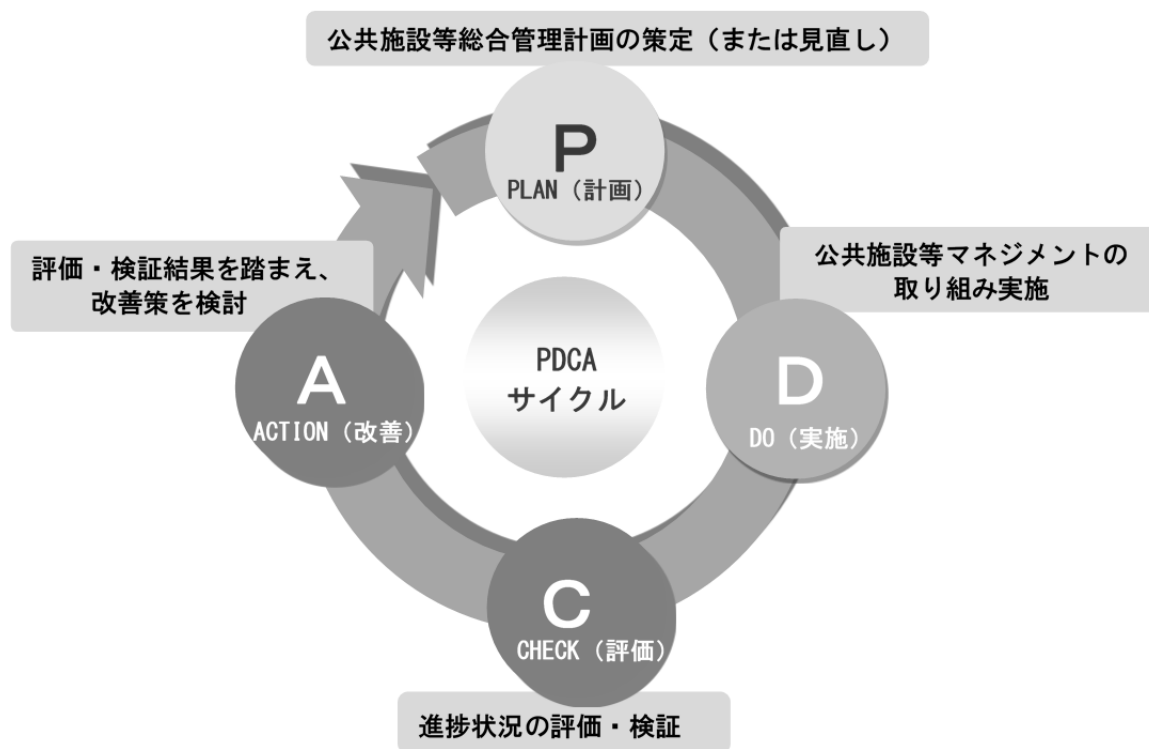 公共施設等総合管理計画の策定（または見直し）
P
PLAN（計画）
公共施設等マネジメントの
取り組み実施
D
DO（実施）
PDCA
サイクル
評価・検証結果を踏まえ、
改善策を検討
A
ACTION（改善）
C
CHECK（評価）
進捗状況の評価・検証